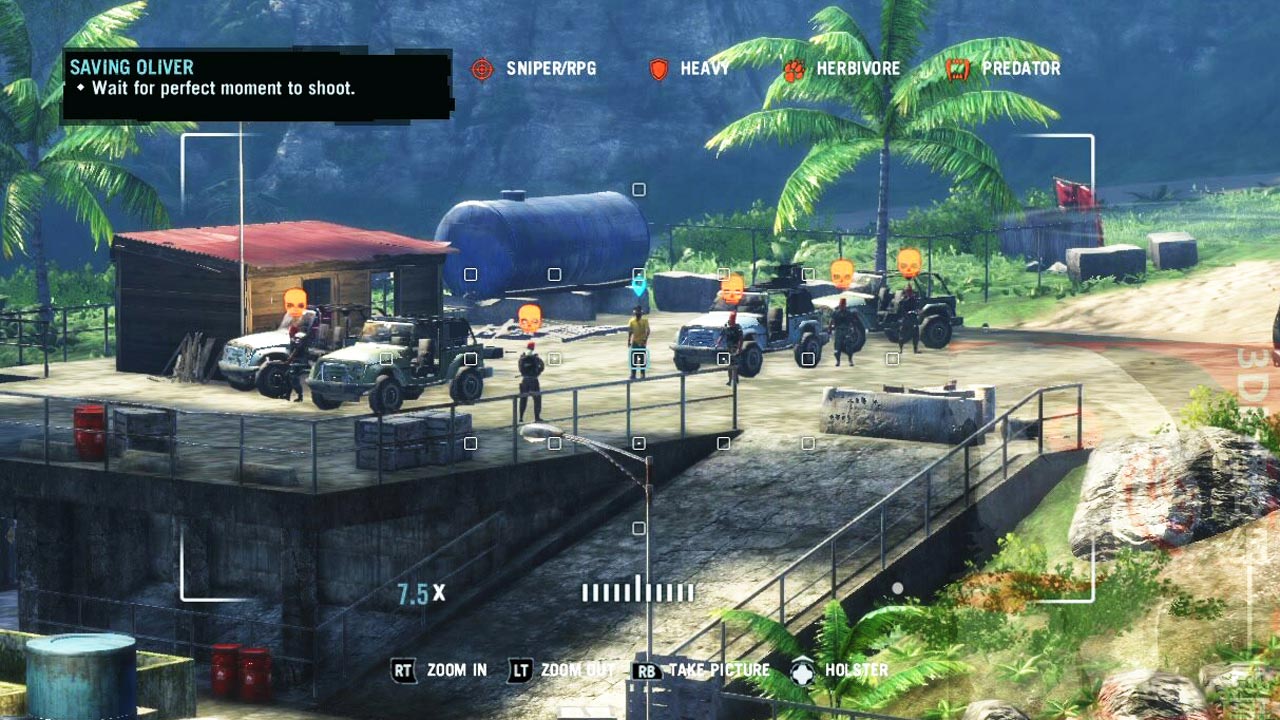 SAVING OLIVER
Wait for perfect moment to shoot.
SNIPER/RPG HEAVY HERBIVORE PREDATOR
3D
7.5 X
RT ZOOM IN LT ZOOM OUT RB TAKE PICTURE HOLSTER